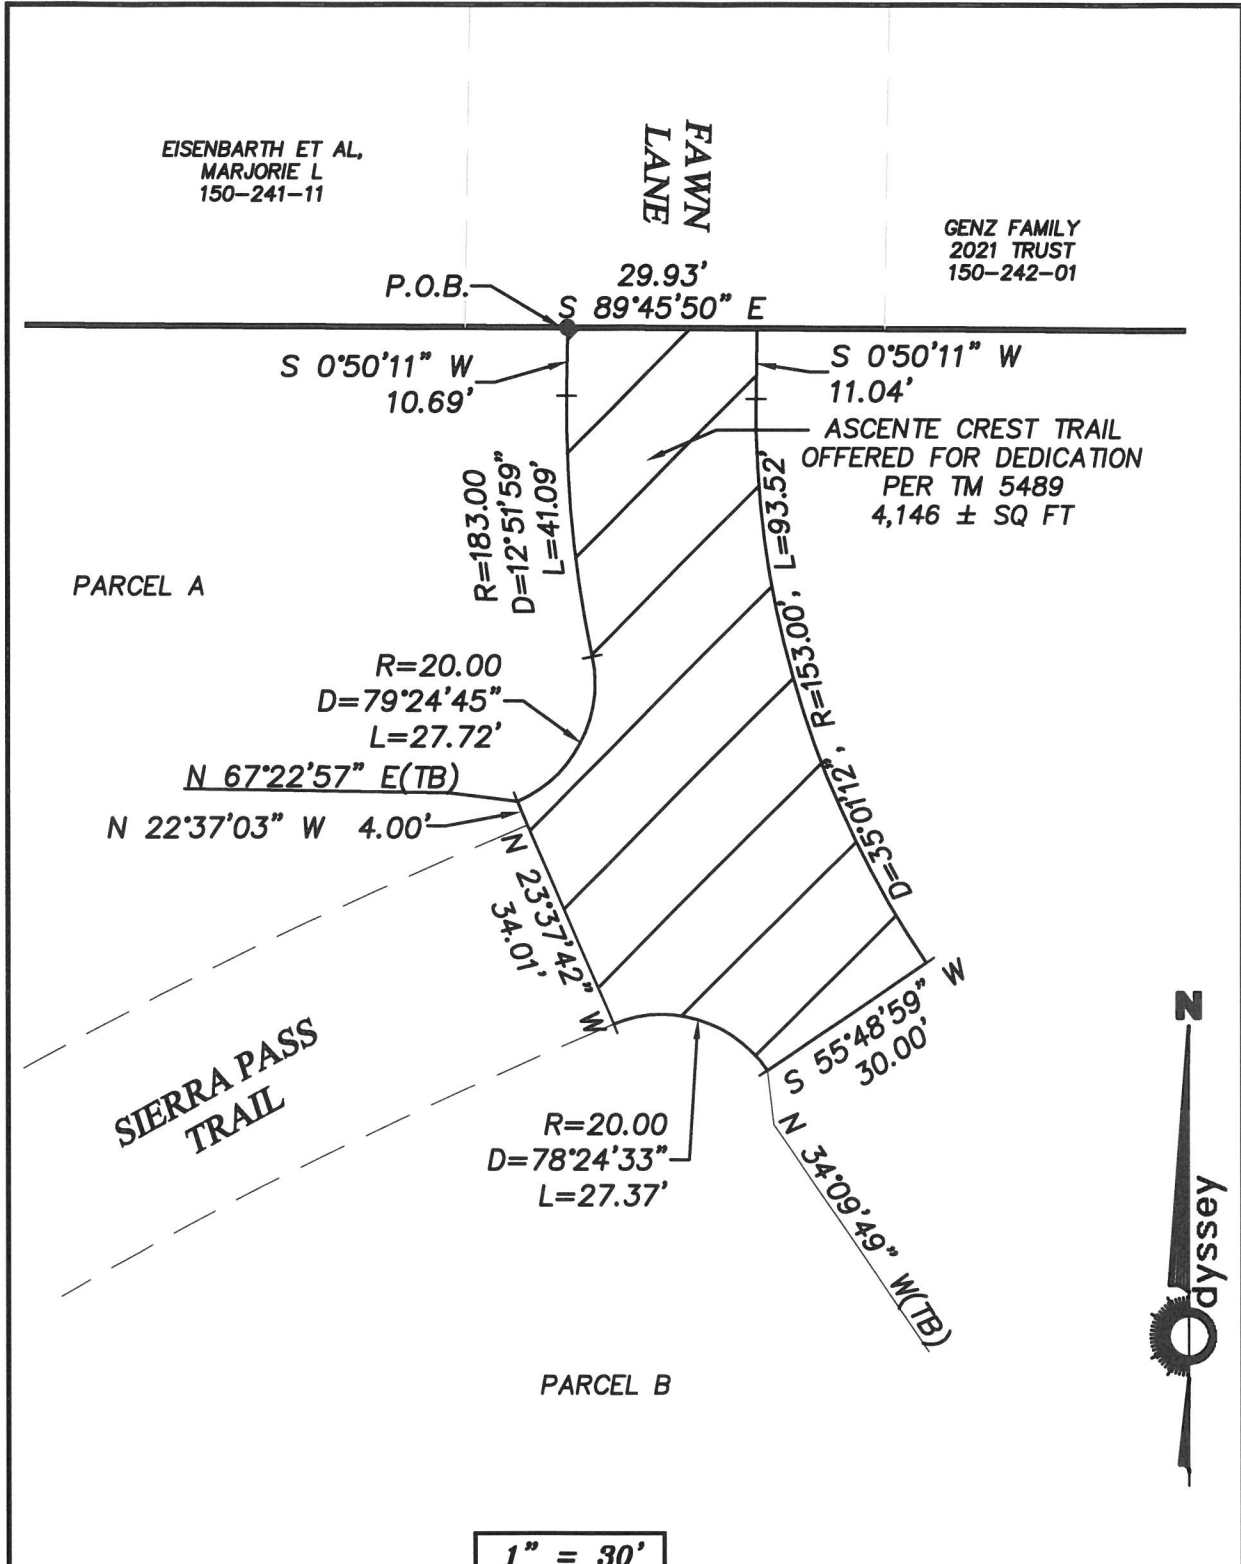 EISENBARTH ET AL,
MARJORIE L
150-241-11
FAWN
LANE
GENZ FAMILY
2021 TRUST
150-242-01
P.O.B.
29.93'
S 89°45'50" E
S 0°50'11" W
10.69'
S 0°50'11" W
11.04'
ASCENTE CREST TRAIL
OFFERED FOR DEDICATION
PER TM 5489
4,146 ± SQ FT
R=183.00
D=12°51'59"
L=41.09'
D=35°01'12", R=153.00', L=93.52'
PARCEL A
R=20.00
D=79°24'45"
L=27.72'
N 67°22'57" E(TB)
N 22°37'03" W 4.00'
N 23°37'42" W
34.01'
S 55°48'59" W
30.00'
SIERRA PASS
TRAIL
R=20.00
D=78°24'33"
L=27.37'
N 34°09'49" W(TB)
N
dyssey
PARCEL B
1" = 30'